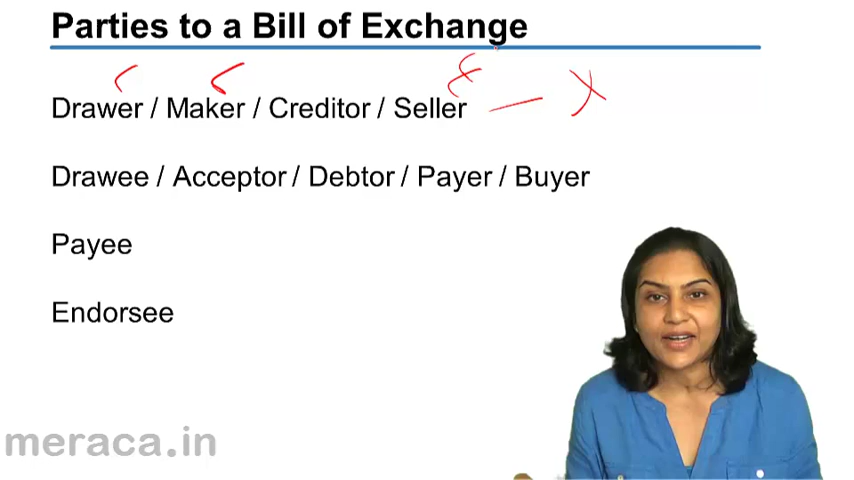 Parties to a Bill of Exchange
Drawer / Maker / Creditor / Seller — X
Drawee / Acceptor / Debtor / Payer / Buyer
Payee
Endorsee
meraca.in